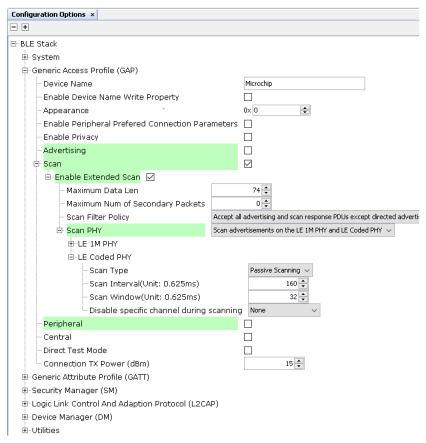 Configuration Options ×
BLE Stack
System
Generic Access Profile (GAP)
Device Name Microchip
Enable Device Name Write Property
Appearance 0x 0
Enable Peripheral Prefered Connection Parameters
Enable Privacy
Advertising
Scan
Enable Extended Scan
Maximum Data Len 74
Maximum Num of Secondary Packets 0
Scan Filter Policy Accept all advertising and scan response PDUs except directed adverti
Scan PHY Scan advertisements on the LE 1M PHY and LE Coded PHY
LE 1M PHY
LE Coded PHY
Scan Type Passive Scanning
Scan Interval(Unit: 0.625ms) 160
Scan Window(Unit: 0.625ms) 32
Disable specific channel during scanning None
Peripheral
Central
Direct Test Mode
Connection TX Power (dBm) 15
Generic Attribute Profile (GATT)
Security Manager (SM)
Logic Link Control And Adaption Protocol (L2CAP)
Device Manager (DM)
Utilities